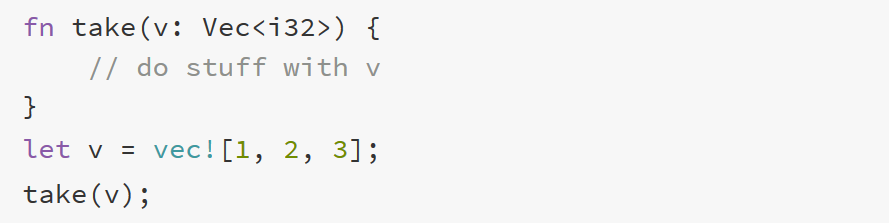 fn take(v: Vec<i32>) {
    // do stuff with v
}
let v = vec![1, 2, 3];
take(v);